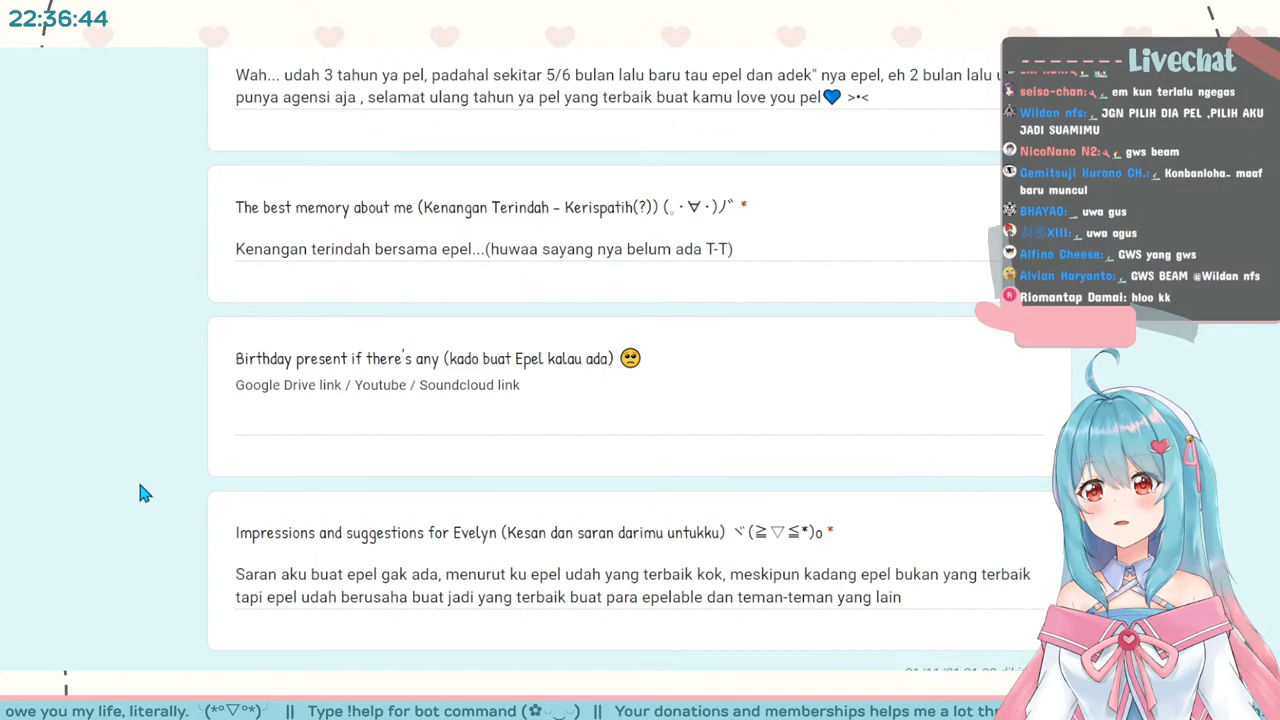 22:36:44
Wah... udah 3 tahun ya pel, padahal sekitar 5/6 bulan lalu baru tau epel dan adek" nya epel, eh 2 bulan lalu
punya agensi aja , selamat ulang tahun ya pel yang terbaik buat kamu love you pel💙 >•<
The best memory about me (Kenangan Terindah - Kerispatih(?)) (｡・∀・)ﾉﾞ *
Kenangan terindah bersama epel...(huwaa sayang nya belum ada T-T)
Birthday present if there's any (kado buat Epel kalau ada) 🥺
Google Drive link / Youtube / Soundcloud link
Impressions and suggestions for Evelyn (Kesan dan saran darimu untukku) ヾ(≧▽≦*)o *
Saran aku buat epel gak ada, menurut ku epel udah yang terbaik kok, meskipun kadang epel bukan yang terbaik
tapi epel udah berusaha buat jadi yang terbaik buat para epelable dan teman-teman yang lain
Livechat
seiso-chan: em kun terlalu ngegas
Wildan nfs: JGN PILIH DIA PEL ,PILIH AKU
JADI SUAMIMU
NicoNano N2: gws beam
Gemitsuji Kurono CH.: Konbanloha~ maaf
baru muncul
BHAYAO: uwa gus
XIII: uwa agus
Alfino Cheese: GWS yang gws
Alvian Haryanto: GWS BEAM @Wildan nfs
Riomantap Damai: hloo kk
owe you my life, literally. ╰(*°▽°*)╯ || Type !help for bot command (✿◡‿◡) || Your donations and memberships helps me a lot